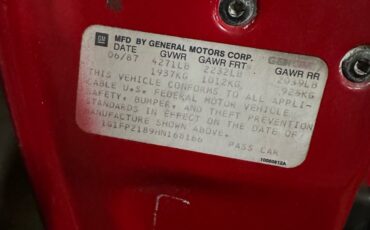 GM
MFD BY GENERAL MOTORS CORP.
DATE GVWR GAWR FRT GAWR RR
06/87 4271LB 2232LB 2039LB
1937KG 1012KG 925KG
THIS VEHICLE CONFORMS TO ALL APPLI-
CABLE U.S. FEDERAL MOTOR VEHICLE
SAFETY, BUMPER, AND THEFT PREVENTION
STANDARDS IN EFFECT ON THE DATE OF
MANUFACTURE SHOWN ABOVE.
PASS CAR